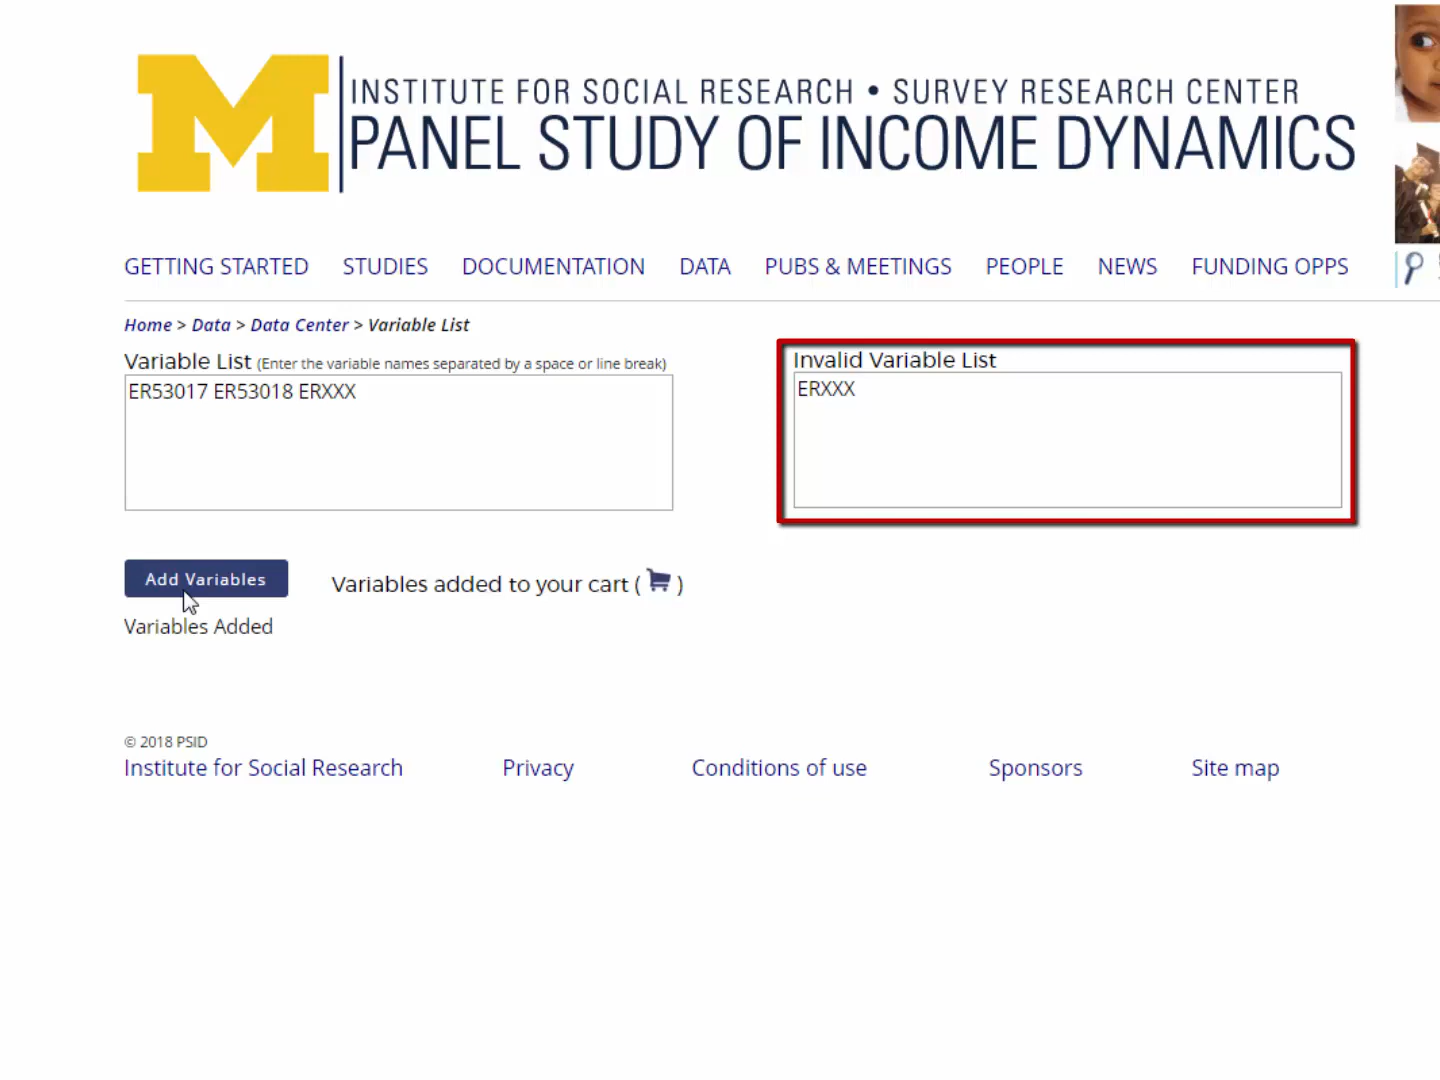 INSTITUTE FOR SOCIAL RESEARCH • SURVEY RESEARCH CENTER
PANEL STUDY OF INCOME DYNAMICS
GETTING STARTED STUDIES DOCUMENTATION DATA PUBS & MEETINGS PEOPLE NEWS FUNDING OPPS
Home > Data > Data Center > Variable List
Variable List (Enter the variable names separated by a space or line break)
ER53017 ER53018 ERXXX
Invalid Variable List
ERXXX
Add Variables
Variables added to your cart ( )
Variables Added
© 2018 PSID
Institute for Social Research Privacy Conditions of use Sponsors Site map